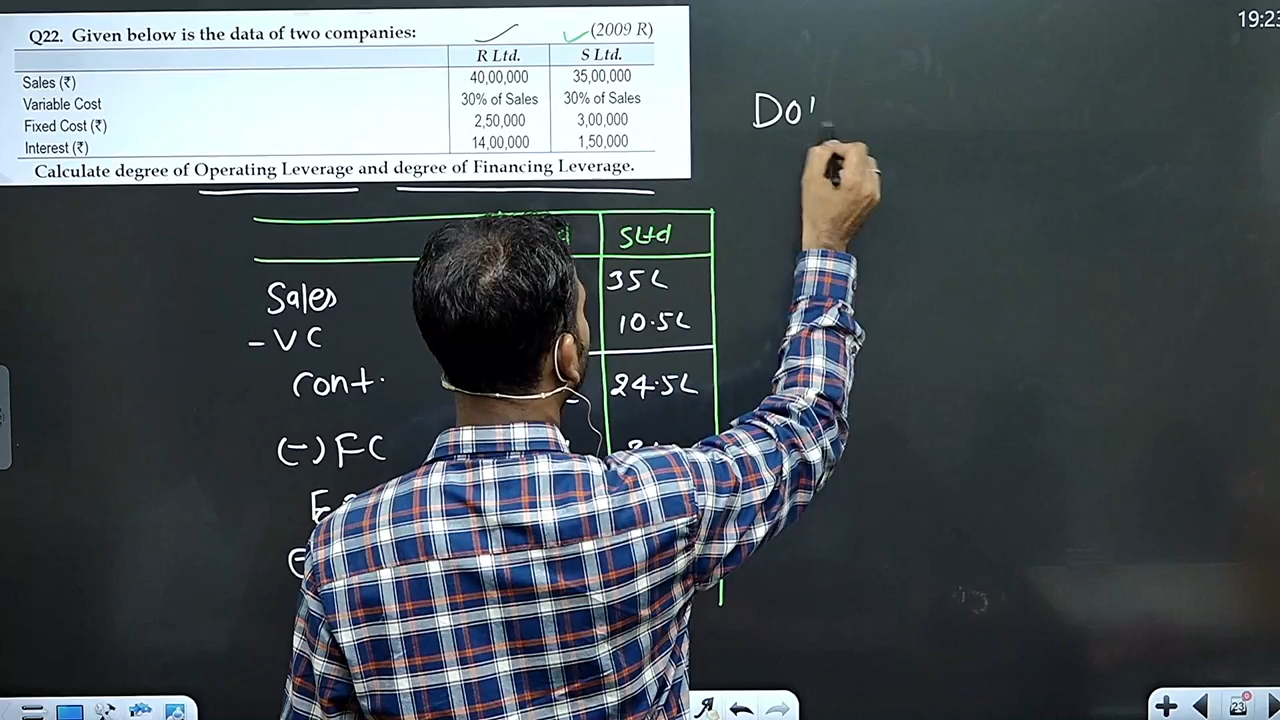 19:23
Q22. Given below is the data of two companies: (2009 R)
R Ltd. S Ltd.
Sales (₹) 40,00,000 35,00,000
Variable Cost 30% of Sales 30% of Sales
Fixed Cost (₹) 2,50,000 3,00,000
Interest (₹) 14,00,000 1,50,000
Calculate degree of Operating Leverage and degree of Financing Leverage.
Do
SLtd
Sales 35L
- VC 10.5L
Cont. 24.5L
(-) FC
23